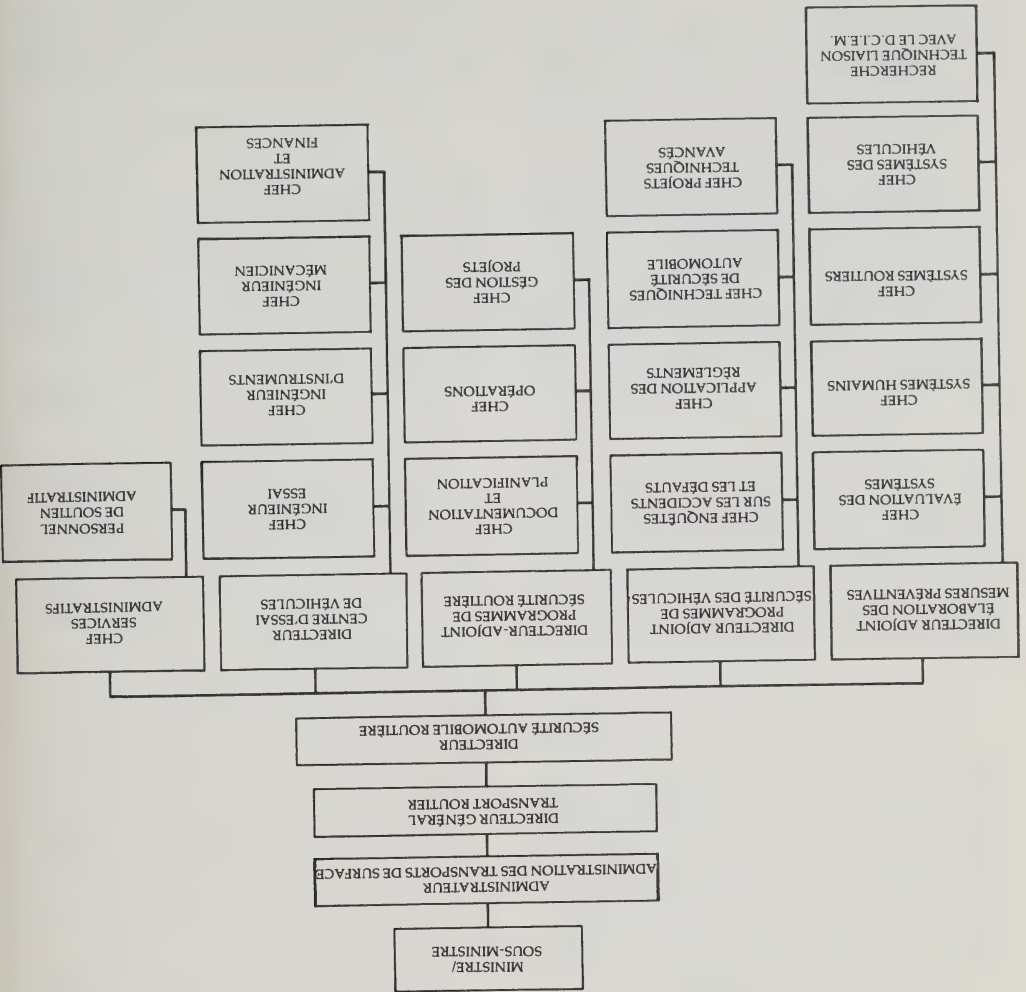 MINISTRE/
SOUS-MINISTRE
ADMINISTRATEUR
ADMINISTRATION DES TRANSPORTS DE SURFACE
DIRECTEUR GÉNÉRAL
TRANSPORT ROUTIER
DIRECTEUR
SÉCURITÉ AUTOMOBILE ROUTIÈRE
DIRECTEUR ADJOINT
ÉLABORATION DES
MESURES PRÉVENTIVES
CHEF
ÉVALUATION DES
SYSTÈMES
CHEF
SYSTÈMES HUMAINS
CHEF
SYSTÈMES ROUTIERS
CHEF
SYSTÈMES DES
VÉHICULES
RECHERCHE
TECHNIQUE LIAISON
AVEC LE D.C.I.E.M.
DIRECTEUR ADJOINT
PROGRAMMES DE
SÉCURITÉ DES VÉHICULES
CHEF ENQUÊTES
SUR LES ACCIDENTS
ET LES DÉFAUTS
CHEF
APPLICATION DES
RÈGLEMENTS
CHEF TECHNIQUES
DE SÉCURITÉ
AUTOMOBILE
CHEF PROJETS
TECHNIQUES
AVANCÉS
DIRECTEUR-ADJOINT
PROGRAMMES DE
SÉCURITÉ ROUTIÈRE
CHEF
DOCUMENTATION
ET
PLANIFICATION
CHEF
OPÉRATIONS
CHEF
GÉSTION DES
PROJETS
DIRECTEUR
CENTRE D'ESSAI
DE VÉHICULES
CHEF
INGÉNIEUR
ESSAI
CHEF
INGÉNIEUR
D'INSTRUMENTS
CHEF
INGÉNIEUR
MÉCANICIEN
CHEF
ADMINISTRATION
ET
FINANCES
CHEF
SERVICES
ADMINISTRATIFS
PERSONNEL
DE SOUTIEN
ADMINISTRATIF